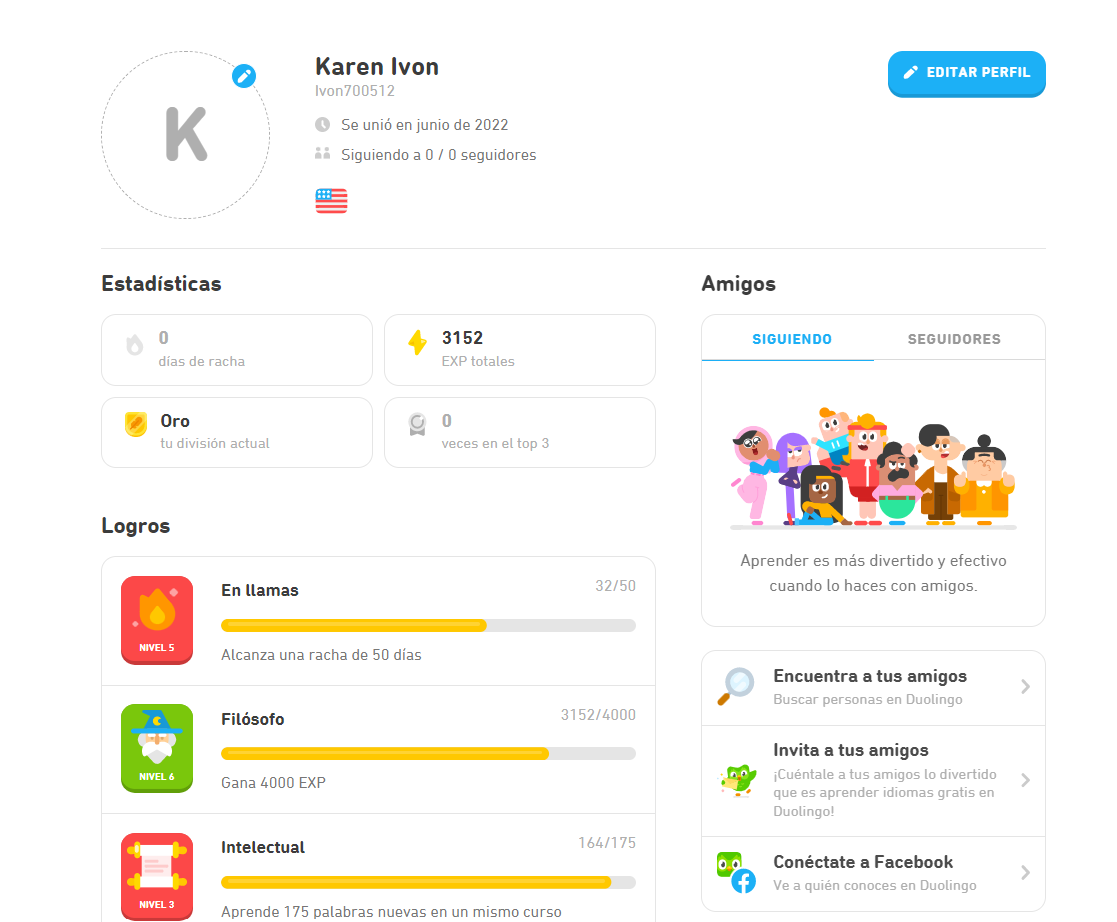 K
Karen Ivon
Ivon700512
Se unió en junio de 2022
Siguiendo a 0 / 0 seguidores
EDITAR PERFIL
Estadísticas
0
días de racha
3152
EXP totales
Oro
tu división actual
0
veces en el top 3
Logros
NIVEL 5
En llamas
32/50
Alcanza una racha de 50 días
NIVEL 6
Filósofo
3152/4000
Gana 4000 EXP
NIVEL 3
Intelectual
164/175
Aprende 175 palabras nuevas en un mismo curso
Amigos
SIGUIENDO
SEGUIDORES
Aprender es más divertido y efectivo
cuando lo haces con amigos.
Encuentra a tus amigos
Buscar personas en Duolingo
Invita a tus amigos
¡Cuéntale a tus amigos lo divertido
que es aprender idiomas gratis en
Duolingo!
Conéctate a Facebook
Ve a quién conoces en Duolingo